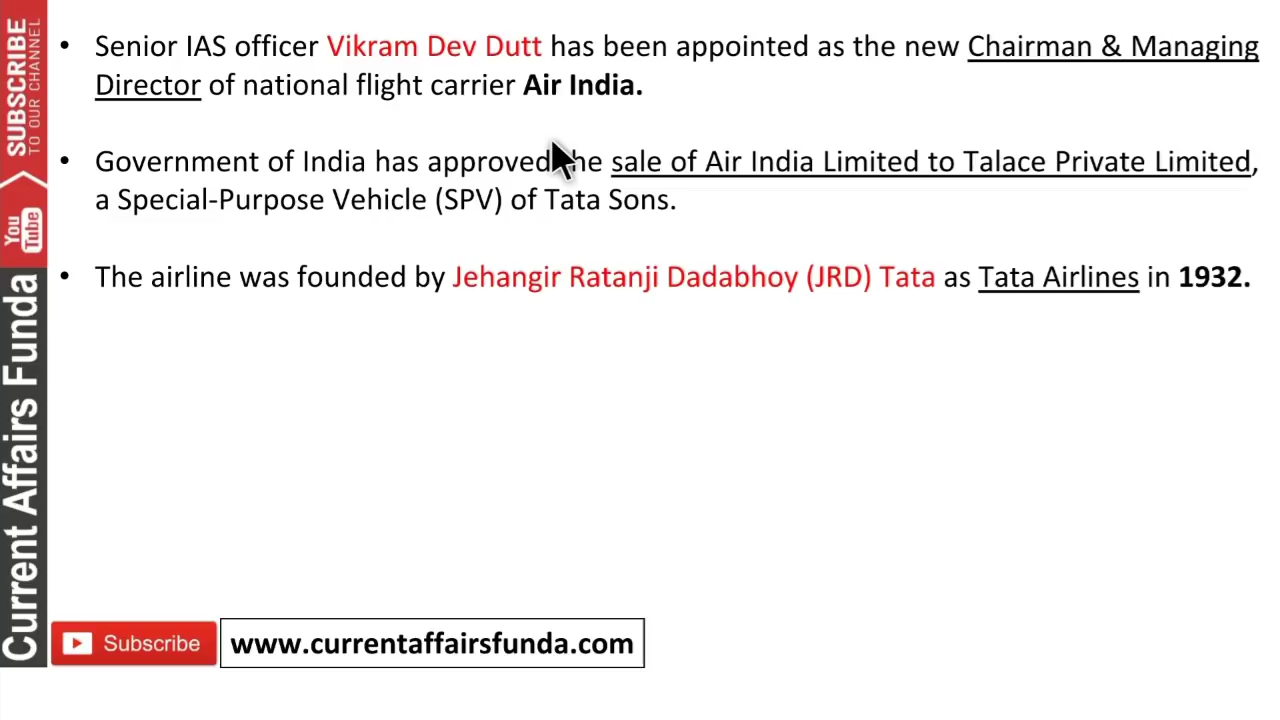 • Senior IAS officer Vikram Dev Dutt has been appointed as the new Chairman & Managing
Director of national flight carrier Air India.
• Government of India has approved the sale of Air India Limited to Talace Private Limited,
a Special-Purpose Vehicle (SPV) of Tata Sons.
• The airline was founded by Jehangir Ratanji Dadabhoy (JRD) Tata as Tata Airlines in 1932.
SUBSCRIBE
TO OUR CHANNEL
You
Tube
Current Affairs Funda
Subscribe
www.currentaffairsfunda.com